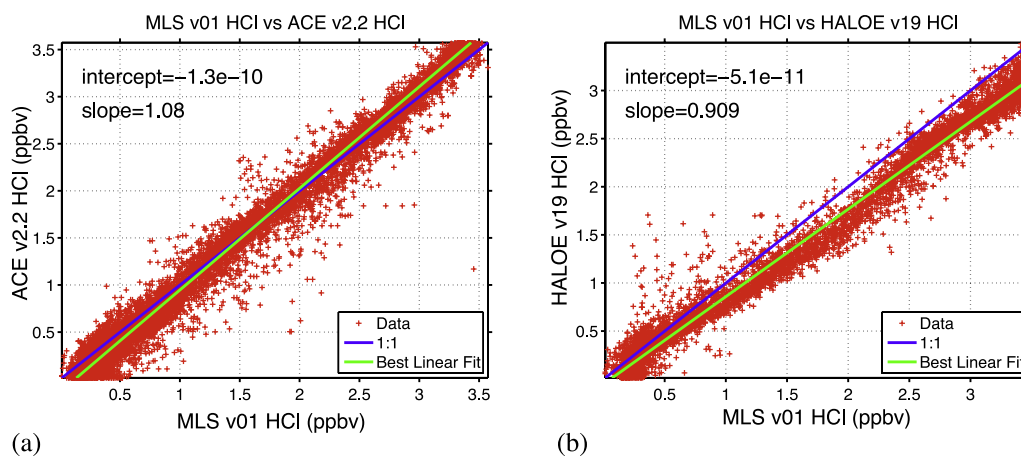 MLS v01 HCl vs ACE v2.2 HCl
intercept=−1.3e−10
slope=1.08
ACE v2.2 HCl (ppbv)
3.5
3
2.5
2
1.5
1
0.5
Data
1:1
Best Linear Fit
0.5 1 1.5 2 2.5 3 3.5
MLS v01 HCl (ppbv)
(a)
MLS v01 HCl vs HALOE v19 HCl
intercept=−5.1e−11
slope=0.909
HALOE v19 HCl (ppbv)
3
2.5
2
1.5
1
0.5
Data
1:1
Best Linear Fit
0.5 1 1.5 2 2.5 3
MLS v01 HCl (ppbv)
(b)